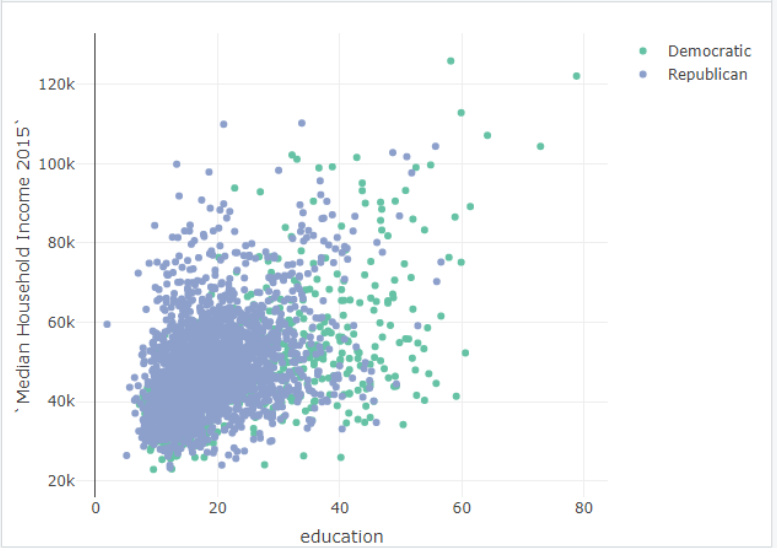 Democratic
Republican
120k
100k
80k
60k
40k
20k
`Median Household Income 2015`
0 20 40 60 80
education